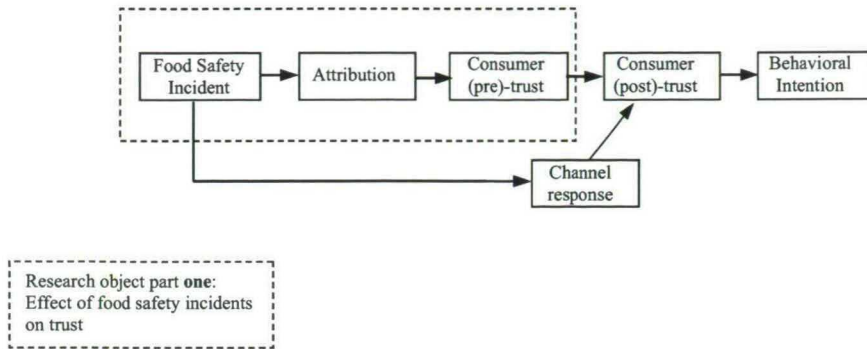 Food Safety
Incident
Attribution
Consumer
(pre)-trust
Consumer
(post)-trust
Behavioral
Intention
Channel
response
Research object part one:
Effect of food safety incidents
on trust